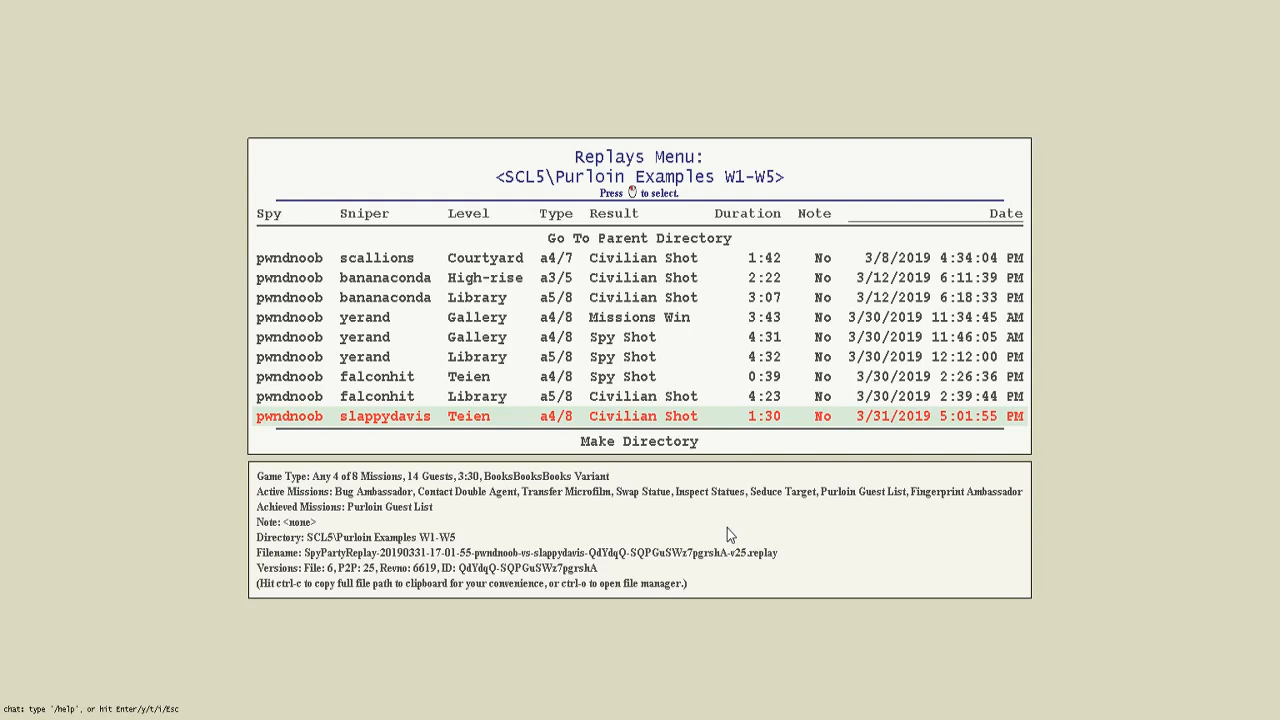 Replays Menu:
<SCL5\Purloin Examples W1-W5>
Press to select.
Spy Sniper Level Type Result Duration Note Date
Go To Parent Directory
pwndnoob scallions Courtyard a4/7 Civilian Shot 1:42 No 3/8/2019 4:34:04 PM
pwndnoob bananaconda High-rise a3/5 Civilian Shot 2:22 No 3/12/2019 6:11:39 PM
pwndnoob bananaconda Library a5/8 Civilian Shot 3:07 No 3/12/2019 6:18:33 PM
pwndnoob yerand Gallery a4/8 Missions Win 3:43 No 3/30/2019 11:34:45 AM
pwndnoob yerand Gallery a4/8 Spy Shot 4:31 No 3/30/2019 11:46:05 AM
pwndnoob yerand Library a5/8 Spy Shot 4:32 No 3/30/2019 12:12:00 PM
pwndnoob falconhit Teien a4/8 Spy Shot 0:39 No 3/30/2019 2:26:36 PM
pwndnoob falconhit Library a5/8 Civilian Shot 4:23 No 3/30/2019 2:39:44 PM
pwndnoob slappydavis Teien a4/8 Civilian Shot 1:30 No 3/31/2019 5:01:55 PM
Make Directory
Game Type: Any 4 of 8 Missions, 14 Guests, 3:30, BooksBooksBooks Variant
Active Missions: Bug Ambassador, Contact Double Agent, Transfer Microfilm, Swap Statue, Inspect Statues, Seduce Target, Purloin Guest List, Fingerprint Ambassador
Achieved Missions: Purloin Guest List
Note: <none>
Directory: SCL5\Purloin Examples W1-W5
Filename: SpyPartyReplay-20190331-17-01-55-pwndnoob-vs-slappydavis-QdYdqQ-SQPGuSWz7pgrshA-v25.replay
Versions: File: 6, P2P: 25, Revno: 6619, ID: QdYdqQ-SQPGuSWz7pgrshA
(Hit ctrl-c to copy full file path to clipboard for your convenience, or ctrl-o to open file manager.)
chat: type '/help', or hit Enter/y/t/i/Esc